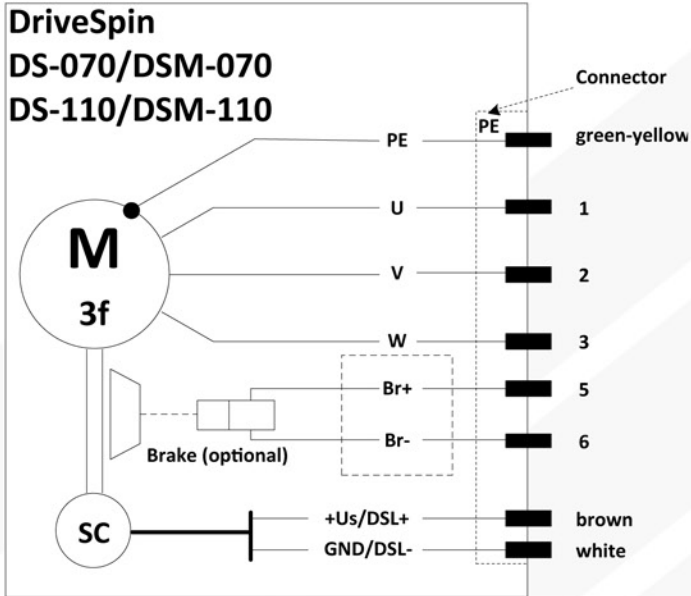 DriveSpin
DS-070/DSM-070
DS-110/DSM-110
Connector
PE
PE
green-yellow
U
1
M
3f
V
2
W
3
Br+
5
Br-
6
Brake (optional)
SC
+Us/DSL+
brown
GND/DSL-
white